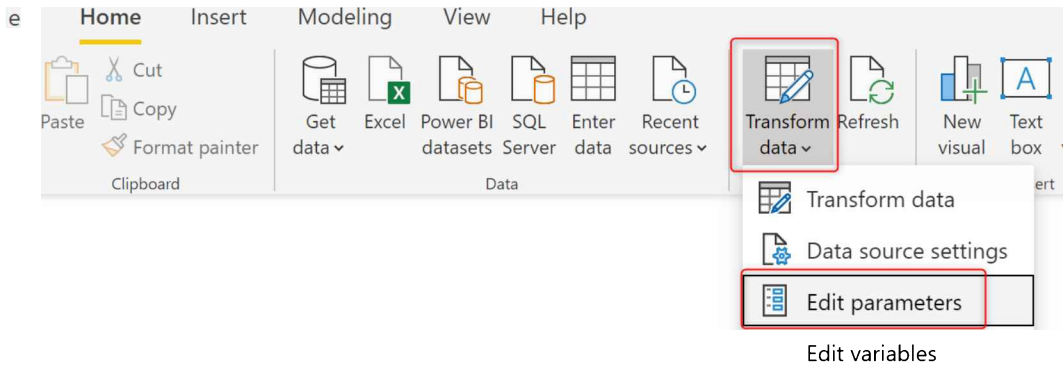 e
Home Insert Modeling View Help
Cut
Copy
Paste
Format painter
Clipboard
Get data
Excel
Power BI datasets
SQL Server
Enter data
Recent sources
Data
Transform data
Refresh
New visual
Text box
ert
Transform data
Data source settings
Edit parameters
Edit variables